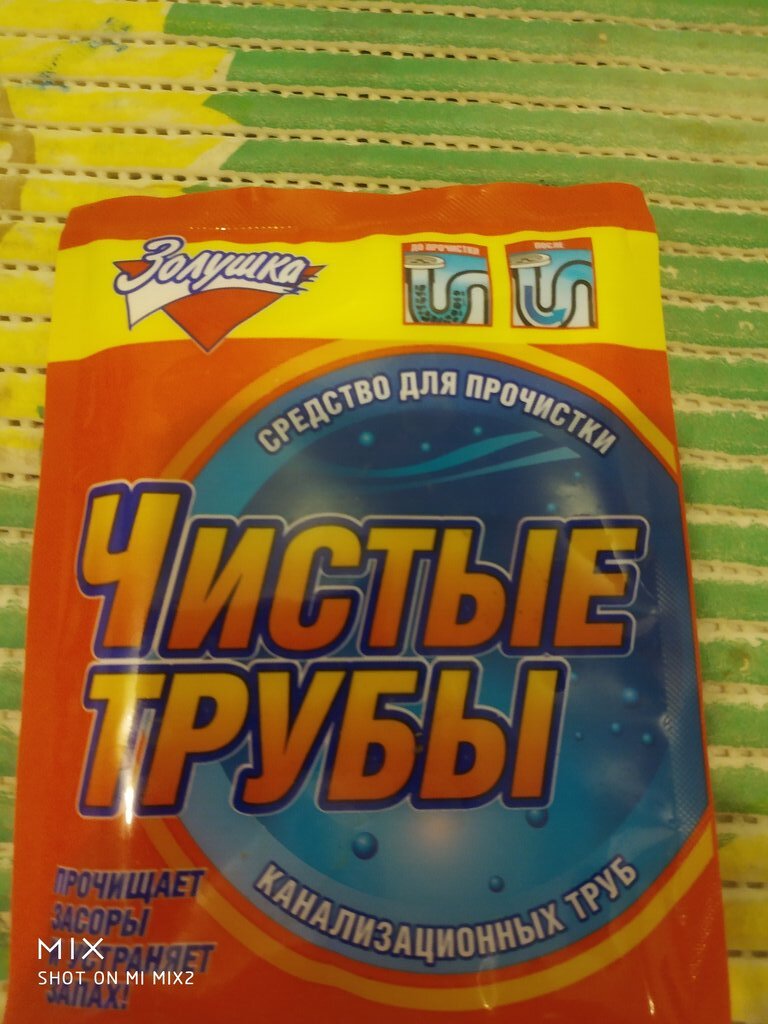 Золушка
ДО ПРОЧИСТКИ
ПОСЛЕ
СРЕДСТВО ДЛЯ ПРОЧИСТКИ
ЧИСТЫЕ
ТРУБЫ
КАНАЛИЗАЦИОННЫХ ТРУБ
ПРОЧИЩАЕТ
ЗАСОРЫ
И УСТРАНЯЕТ
ЗАПАХ!
MIX
SHOT ON MI MIX2